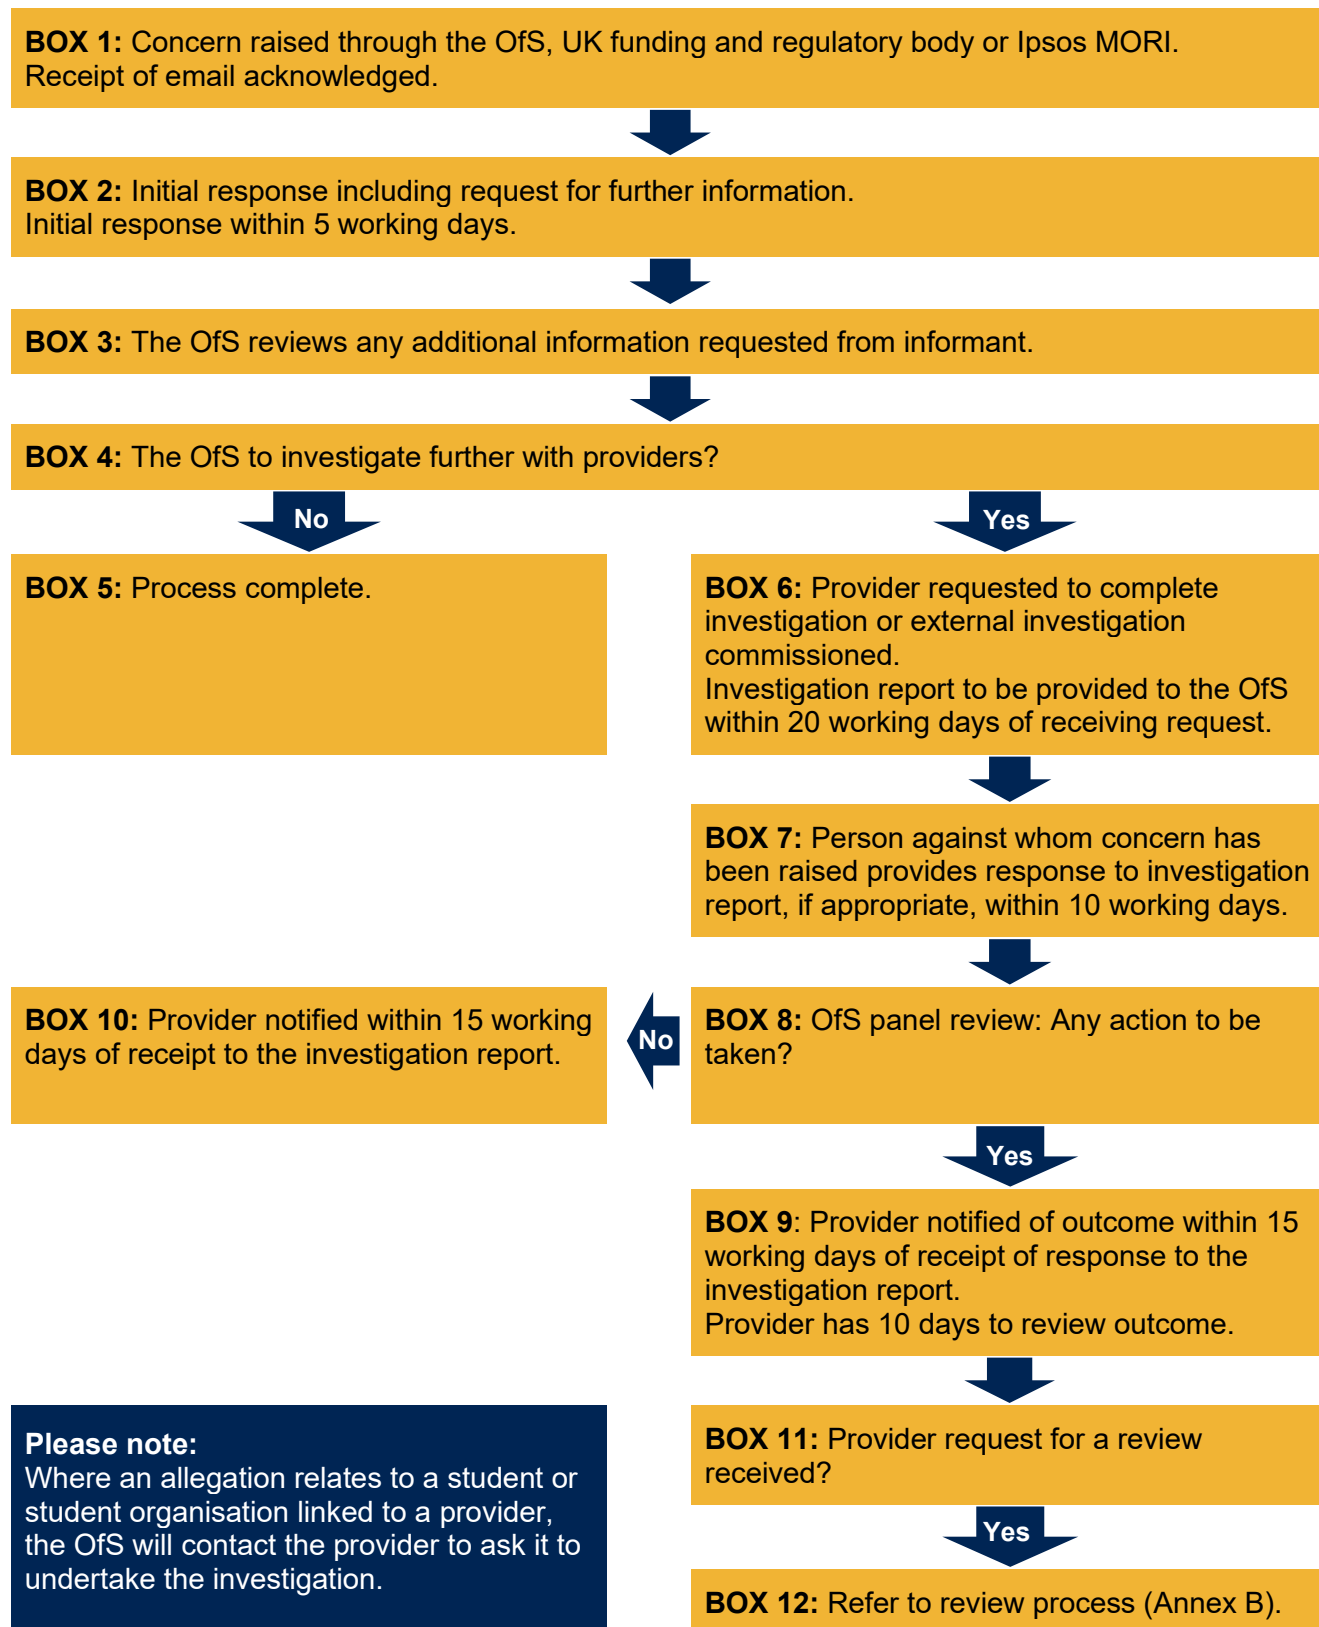 BOX 1: Concern raised through the OfS, UK funding and regulatory body or Ipsos MORI.
Receipt of email acknowledged.
BOX 2: Initial response including request for further information.
Initial response within 5 working days.
BOX 3: The OfS reviews any additional information requested from informant.
BOX 4: The OfS to investigate further with providers?
No
Yes
BOX 5: Process complete.
BOX 6: Provider requested to complete
investigation or external investigation
commissioned.
Investigation report to be provided to the OfS
within 20 working days of receiving request.
BOX 7: Person against whom concern has
been raised provides response to investigation
report, if appropriate, within 10 working days.
BOX 10: Provider notified within 15 working
days of receipt to the investigation report.
No
BOX 8: OfS panel review: Any action to be
taken?
Yes
BOX 9: Provider notified of outcome within 15
working days of receipt of response to the
investigation report.
Provider has 10 days to review outcome.
Please note:
Where an allegation relates to a student or
student organisation linked to a provider,
the OfS will contact the provider to ask it to
undertake the investigation.
BOX 11: Provider request for a review
received?
Yes
BOX 12: Refer to review process (Annex B).